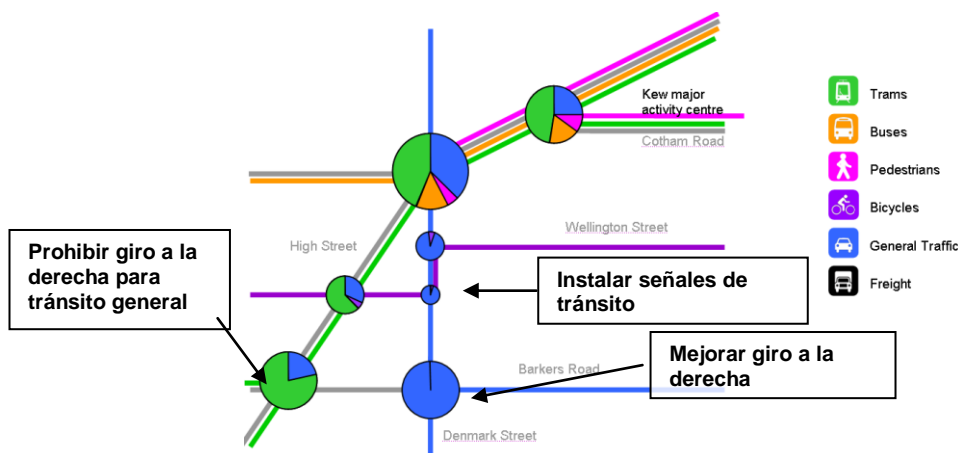 Kew major
activity centre
Cotham Road
Trams
Buses
Pedestrians
Bicycles
General Traffic
Freight
Wellington Street
High Street
Prohibir giro a la
derecha para
tránsito general
Instalar señales de
tránsito
Mejorar giro a la
derecha
Barkers Road
Denmark Street